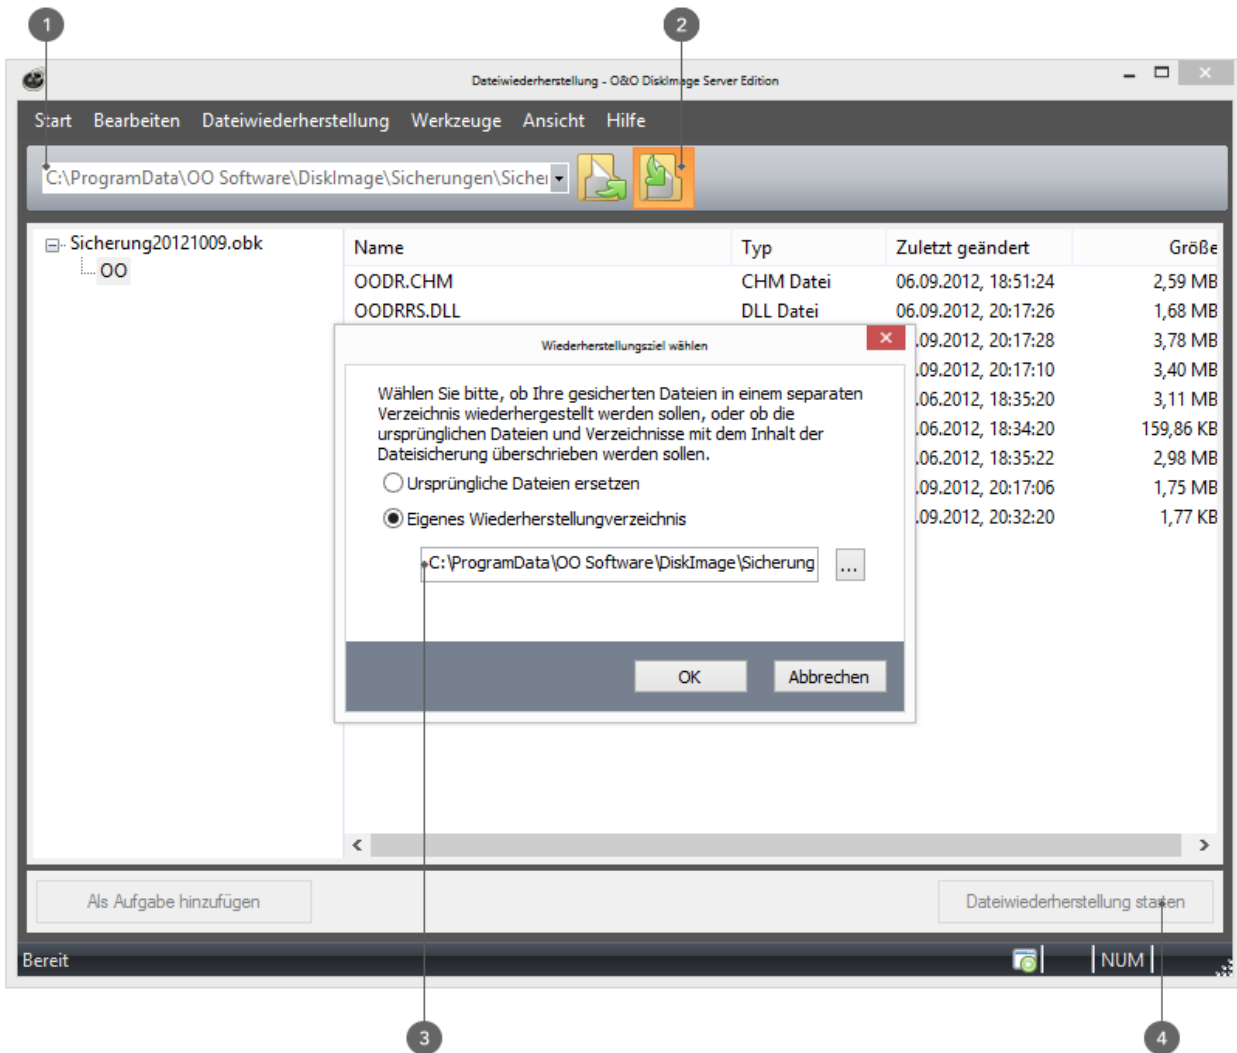 1
2
Dateiwiederherstellung - O&O DiskImage Server Edition
Start Bearbeiten Dateiwiederherstellung Werkzeuge Ansicht Hilfe
C:\ProgramData\OO Software\DiskImage\Sicherungen\Sicher
Sicherung20121009.obk
OO
Name Typ Zuletzt geändert Größe
OODR.CHM CHM Datei 06.09.2012, 18:51:24 2,59 MB
OODRRS.DLL DLL Datei 06.09.2012, 20:17:26 1,68 MB
.09.2012, 20:17:28 3,78 MB
.09.2012, 20:17:10 3,40 MB
.06.2012, 18:35:20 3,11 MB
.06.2012, 18:34:20 159,86 KB
.06.2012, 18:35:22 2,98 MB
.09.2012, 20:17:06 1,75 MB
.09.2012, 20:32:20 1,77 KB
Wiederherstellungsziel wählen
Wählen Sie bitte, ob Ihre gesicherten Dateien in einem separaten
Verzeichnis wiederhergestellt werden sollen, oder ob die
ursprünglichen Dateien und Verzeichnisse mit dem Inhalt der
Dateisicherung überschrieben werden sollen.
Ursprüngliche Dateien ersetzen
Eigenes Wiederherstellungverzeichnis
C:\ProgramData\OO Software\DiskImage\Sicherung ...
OK Abbrechen
Als Aufgabe hinzufügen Dateiwiederherstellung starten
Bereit NUM
3
4